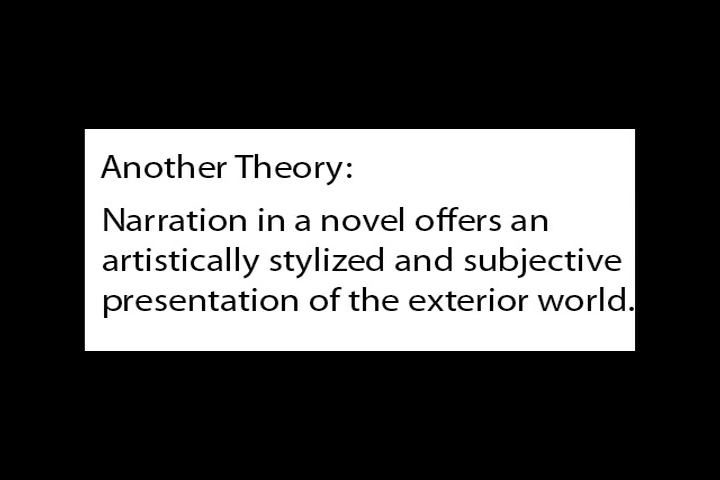 Another Theory:
Narration in a novel offers an
artistically stylized and subjective
presentation of the exterior world.